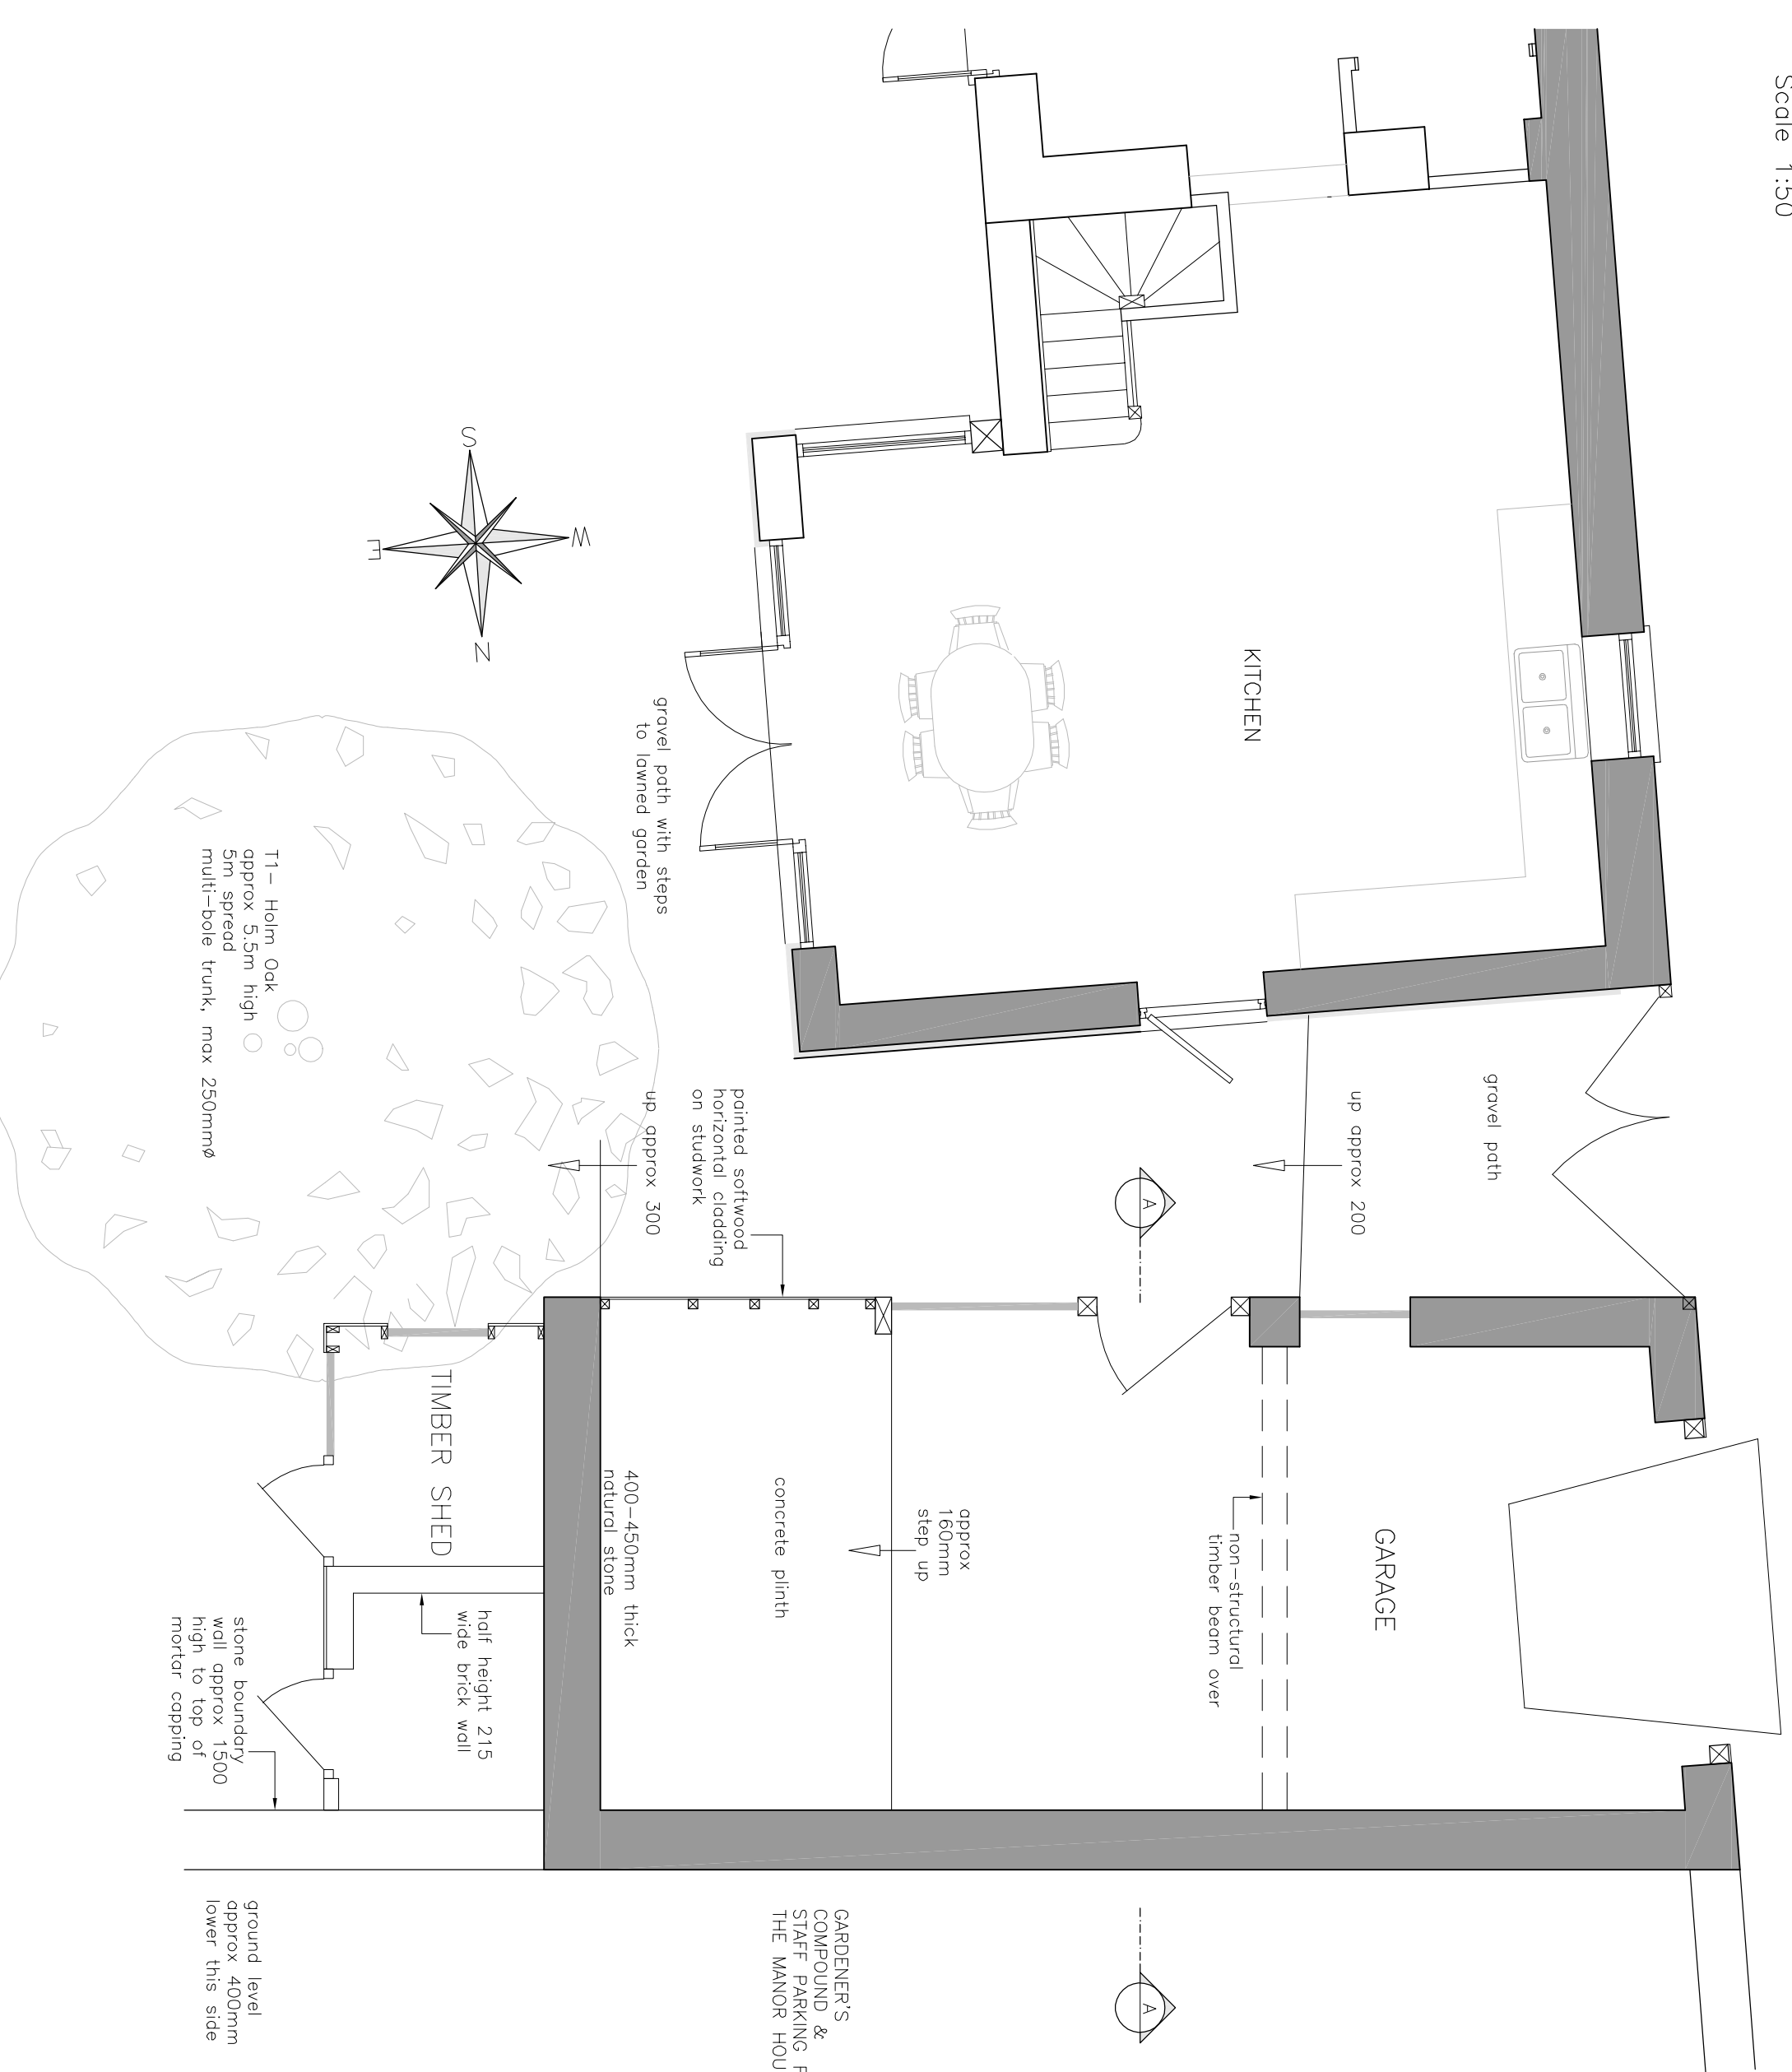 Scale 1:50
KITCHEN
gravel path
up approx 200
gravel path with steps
to lawned garden
S
W
E
N
T1- Holm Oak
approx 5.5m high
5m spread
multi-bole trunk, max 250mmø
painted softwood
horizontal cladding
on studwork
up approx 300
A
GARAGE
non-structural
timber beam over
approx
160mm
step up
concrete plinth
400-450mm thick
natural stone
TIMBER SHED
half height 215
wide brick wall
stone boundary
wall approx 1500
high to top of
mortar capping
A
GARDENER'S
COMPOUND &
STAFF PARKING
THE MANOR
ground level
approx 400mm
lower this side